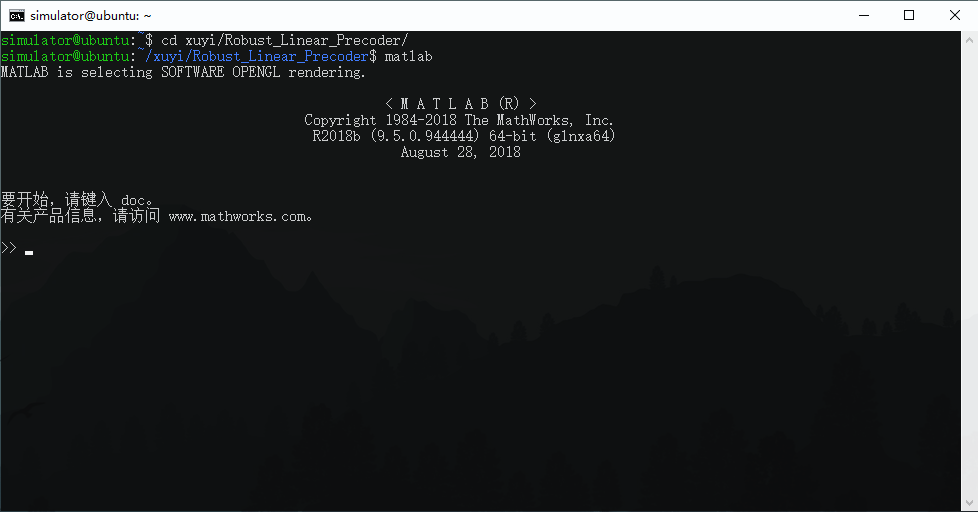 simulator@ubuntu: ~
simulator@ubuntu:~$ cd xuyi/Robust_Linear_Precoder/
simulator@ubuntu:~/xuyi/Robust_Linear_Precoder$ matlab
MATLAB is selecting SOFTWARE OPENGL rendering.
< M A T L A B (R) >
Copyright 1984-2018 The MathWorks, Inc.
R2018b (9.5.0.944444) 64-bit (glnxa64)
August 28, 2018
要开始，请键入 doc。
有关产品信息，请访问 www.mathworks.com。
>>